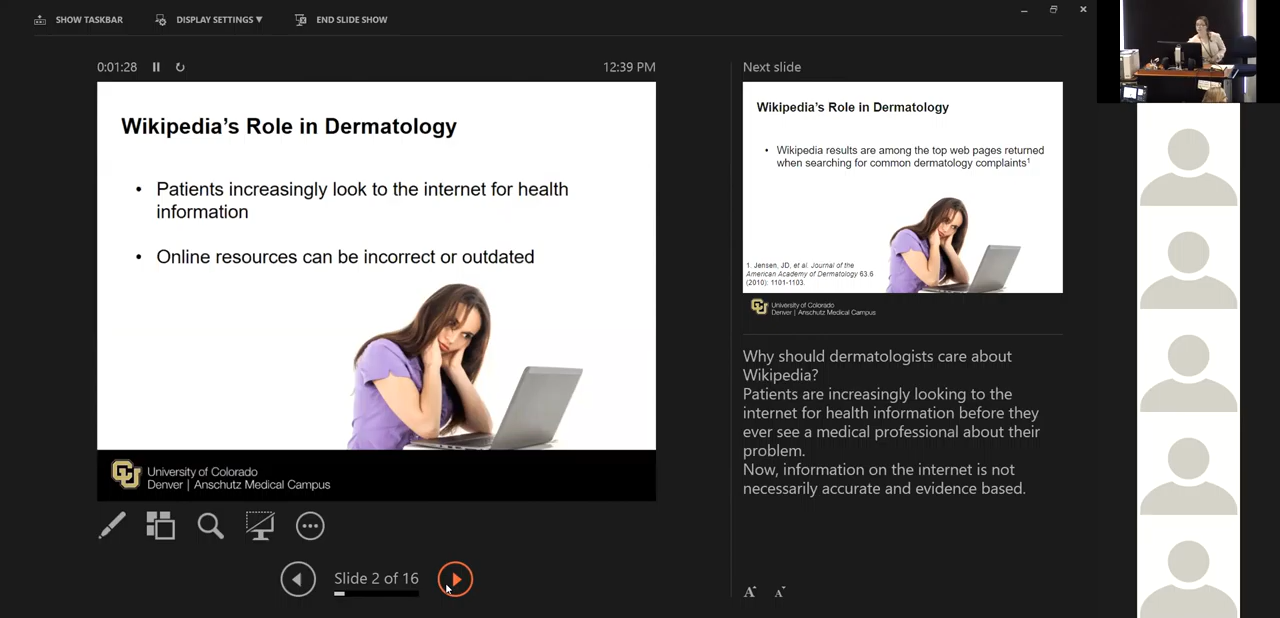 SHOW TASKBAR
DISPLAY SETTINGS ▼
END SLIDE SHOW
0:01:28
12:39 PM
Wikipedia's Role in Dermatology
• Patients increasingly look to the internet for health
information
• Online resources can be incorrect or outdated
CU
University of Colorado
Denver | Anschutz Medical Campus
Slide 2 of 16
Next slide
Wikipedia's Role in Dermatology
• Wikipedia results are among the top web pages returned
when searching for common dermatology complaints1
1. Jensen, JD, et al. Journal of the
American Academy of Dermatology 63.6
(2010): 1101-1103.
CU
University of Colorado
Denver | Anschutz Medical Campus
Why should dermatologists care about
Wikipedia?
Patients are increasingly looking to the
internet for health information before they
ever see a medical professional about their
problem.
Now, information on the internet is not
necessarily accurate and evidence based.
A A